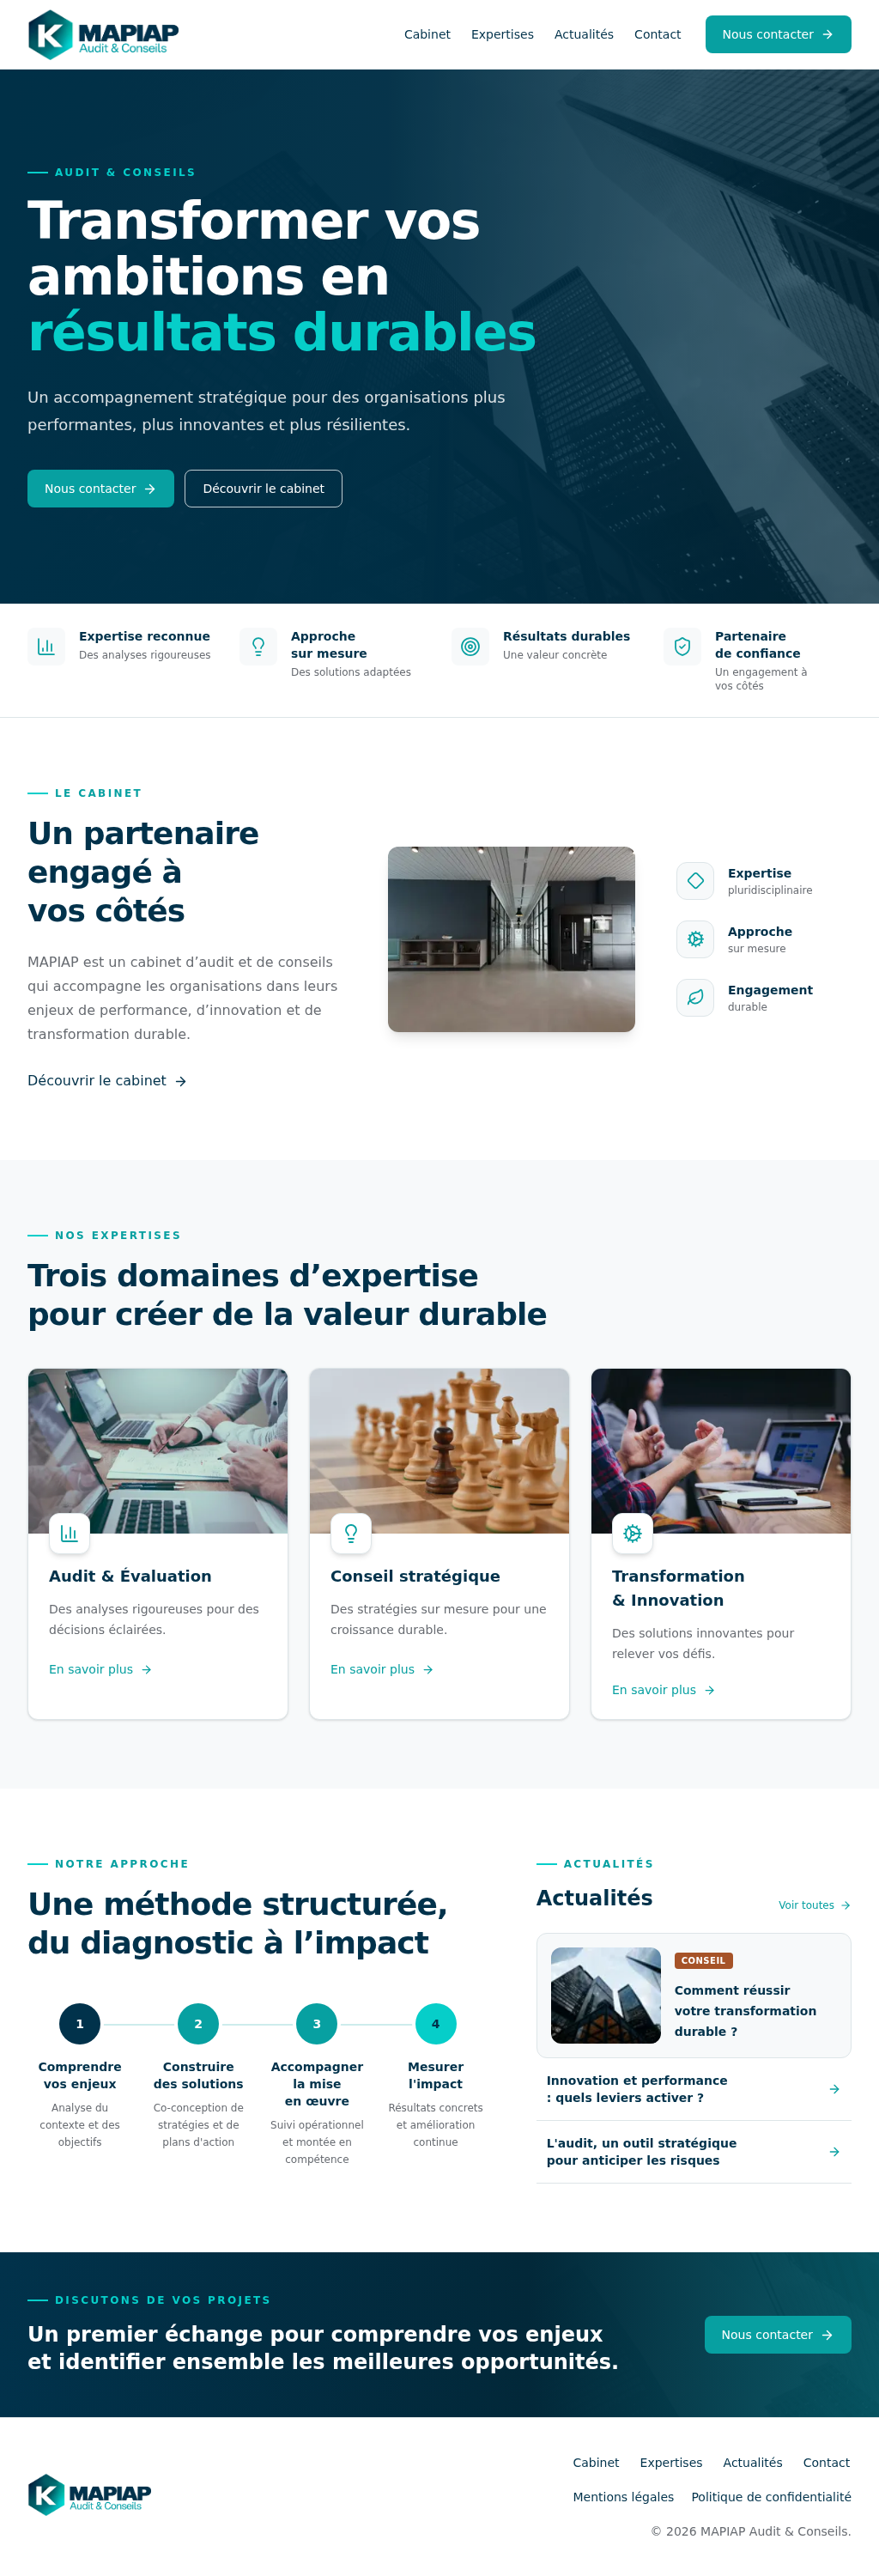 MAPIAP
Audit & Conseils
Cabinet
Expertises
Actualités
Contact
Nous contacter
AUDIT & CONSEILS
Transformer vos
ambitions en
résultats durables
Un accompagnement stratégique pour des organisations plus
performantes, plus innovantes et plus résilientes.
Nous contacter
Découvrir le cabinet
Expertise reconnue
Des analyses rigoureuses
Approche
sur mesure
Des solutions adaptées
Résultats durables
Une valeur concrète
Partenaire
de confiance
Un engagement à
vos côtés
LE CABINET
Un partenaire
engagé à
vos côtés
MAPIAP est un cabinet d’audit et de conseils
qui accompagne les organisations dans leurs
enjeux de performance, d’innovation et de
transformation durable.
Découvrir le cabinet
Expertise
pluridisciplinaire
Approche
sur mesure
Engagement
durable
NOS EXPERTISES
Trois domaines d’expertise
pour créer de la valeur durable
Audit & Évaluation
Des analyses rigoureuses pour des
décisions éclairées.
En savoir plus
Conseil stratégique
Des stratégies sur mesure pour une
croissance durable.
En savoir plus
Transformation
& Innovation
Des solutions innovantes pour
relever vos défis.
En savoir plus
NOTRE APPROCHE
Une méthode structurée,
du diagnostic à l’impact
1
Comprendre
vos enjeux
Analyse du
contexte et des
objectifs
2
Construire
des solutions
Co-conception de
stratégies et de
plans d'action
3
Accompagner
la mise
en œuvre
Suivi opérationnel
et montée en
compétence
4
Mesurer
l'impact
Résultats concrets
et amélioration
continue
ACTUALITÉS
Actualités
Voir toutes
CONSEIL
Comment réussir
votre transformation
durable ?
Innovation et performance
: quels leviers activer ?
L'audit, un outil stratégique
pour anticiper les risques
DISCUTONS DE VOS PROJETS
Un premier échange pour comprendre vos enjeux
et identifier ensemble les meilleures opportunités.
Nous contacter
MAPIAP
Audit & Conseils
Cabinet
Expertises
Actualités
Contact
Mentions légales
Politique de confidentialité
© 2026 MAPIAP Audit & Conseils.